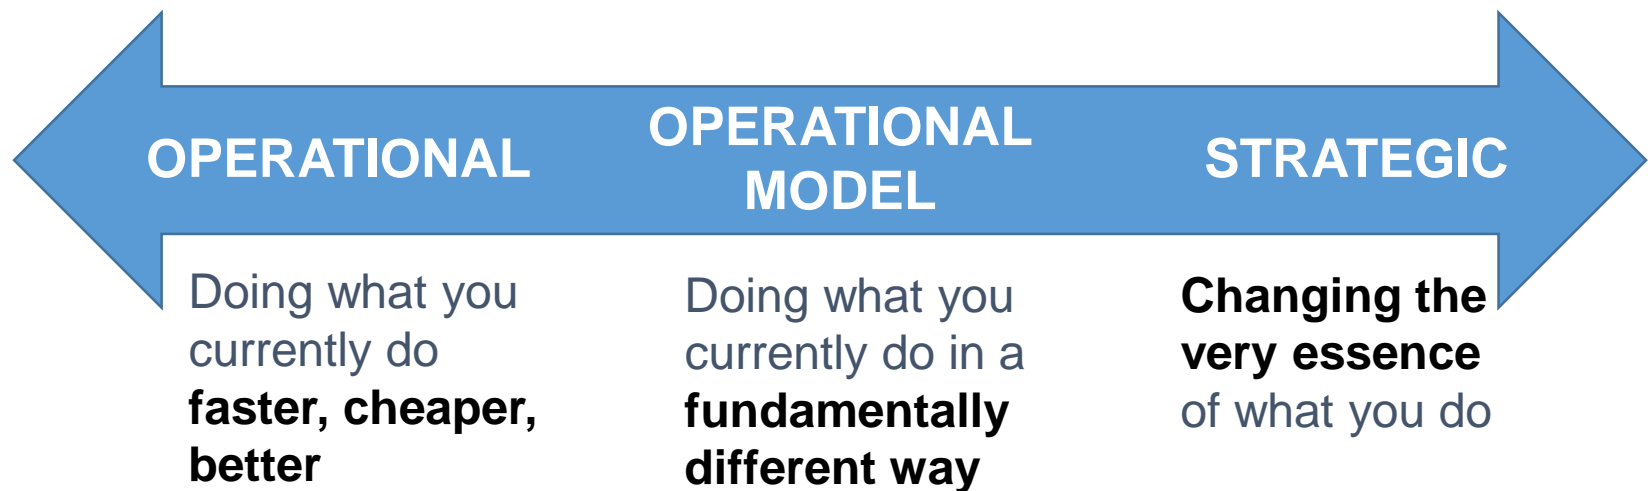 OPERATIONAL
OPERATIONAL
MODEL
STRATEGIC
Doing what you
currently do
faster, cheaper,
better
Doing what you
currently do in a
fundamentally
different way
Changing the
very essence
of what you do